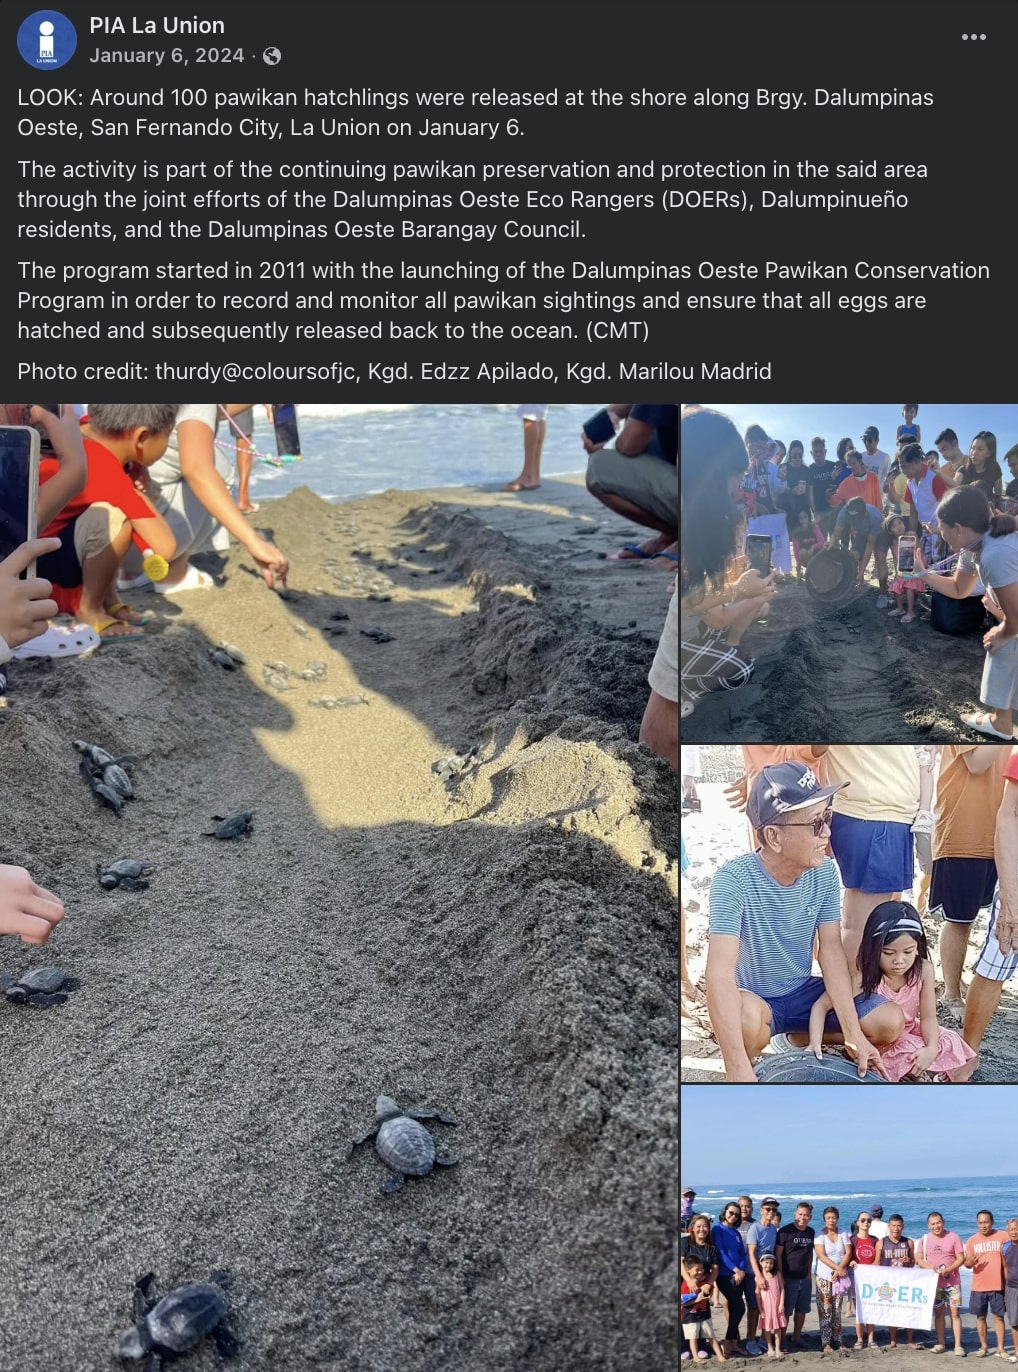 PIA La Union
January 6, 2024 ·
LOOK: Around 100 pawikan hatchlings were released at the shore along Brgy. Dalumpinas
Oeste, San Fernando City, La Union on January 6.
The activity is part of the continuing pawikan preservation and protection in the said area
through the joint efforts of the Dalumpinas Oeste Eco Rangers (DOERs), Dalumpinueño
residents, and the Dalumpinas Oeste Barangay Council.
The program started in 2011 with the launching of the Dalumpinas Oeste Pawikan Conservation
Program in order to record and monitor all pawikan sightings and ensure that all eggs are
hatched and subsequently released back to the ocean. (CMT)
Photo credit: thurdy@coloursofjc, Kgd. Edzz Apilado, Kgd. Marilou Madrid
PIA
LA UNION
HOLLISTER
D ERs